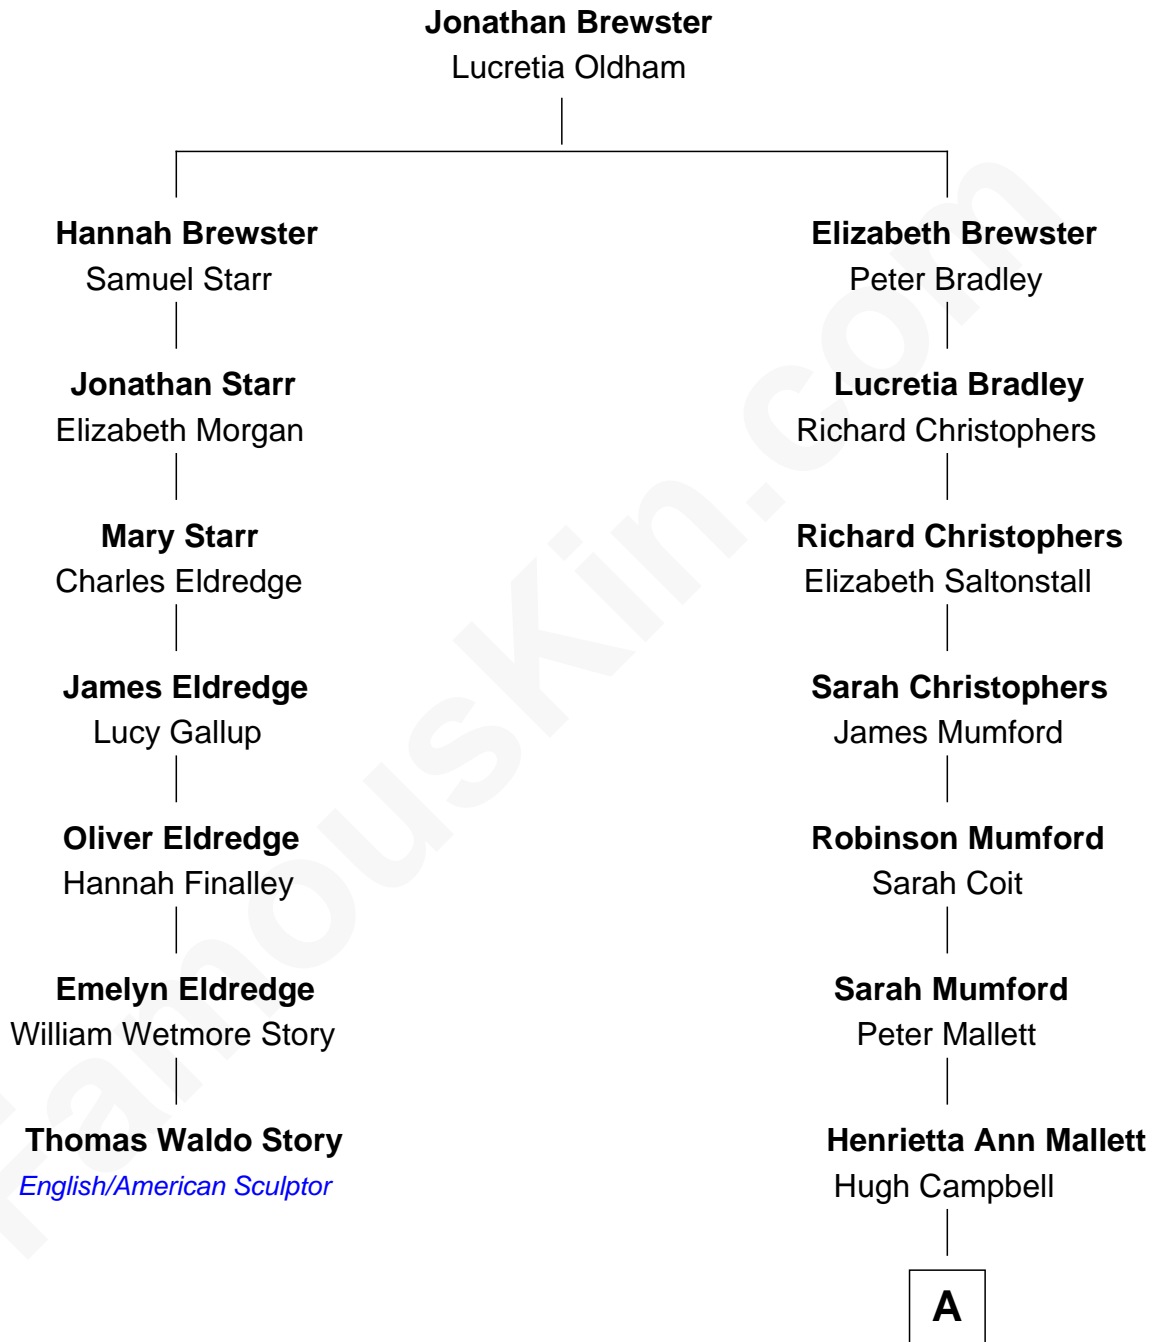 Jonathan Brewster
Lucretia Oldham
Hannah Brewster
Samuel Starr
Jonathan Starr
Elizabeth Morgan
Mary Starr
Charles Eldredge
James Eldredge
Lucy Gallup
Oliver Eldredge
Hannah Finalley
Emelyn Eldredge
William Wetmore Story
Thomas Waldo Story
English/American Sculptor
Elizabeth Brewster
Peter Bradley
Lucretia Bradley
Richard Christophers
Richard Christophers
Elizabeth Saltonstall
Sarah Christophers
James Mumford
Robinson Mumford
Sarah Coit
Sarah Mumford
Peter Mallett
Henrietta Ann Mallett
Hugh Campbell
A
FamousKin.com